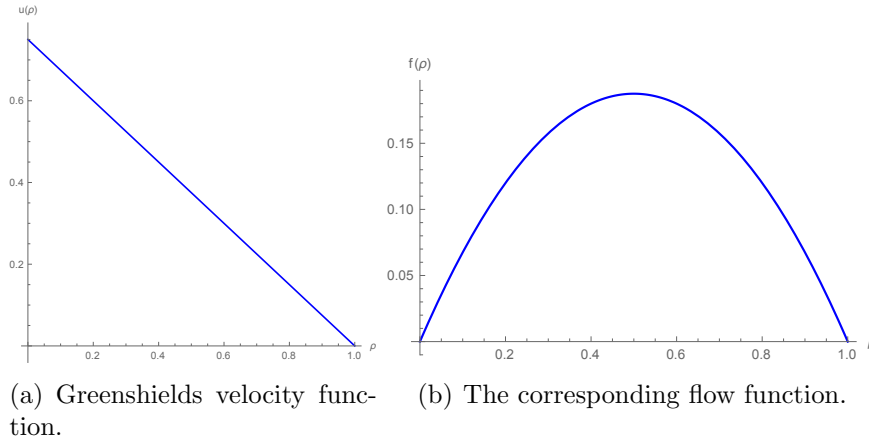 u(ρ)
0.6
0.4
0.2
0.2 0.4 0.6 0.8 1.0 ρ
f(ρ)
0.15
0.10
0.05
0.2 0.4 0.6 0.8 1.0
(a) Greenshields velocity func-
tion.
(b) The corresponding flow function.